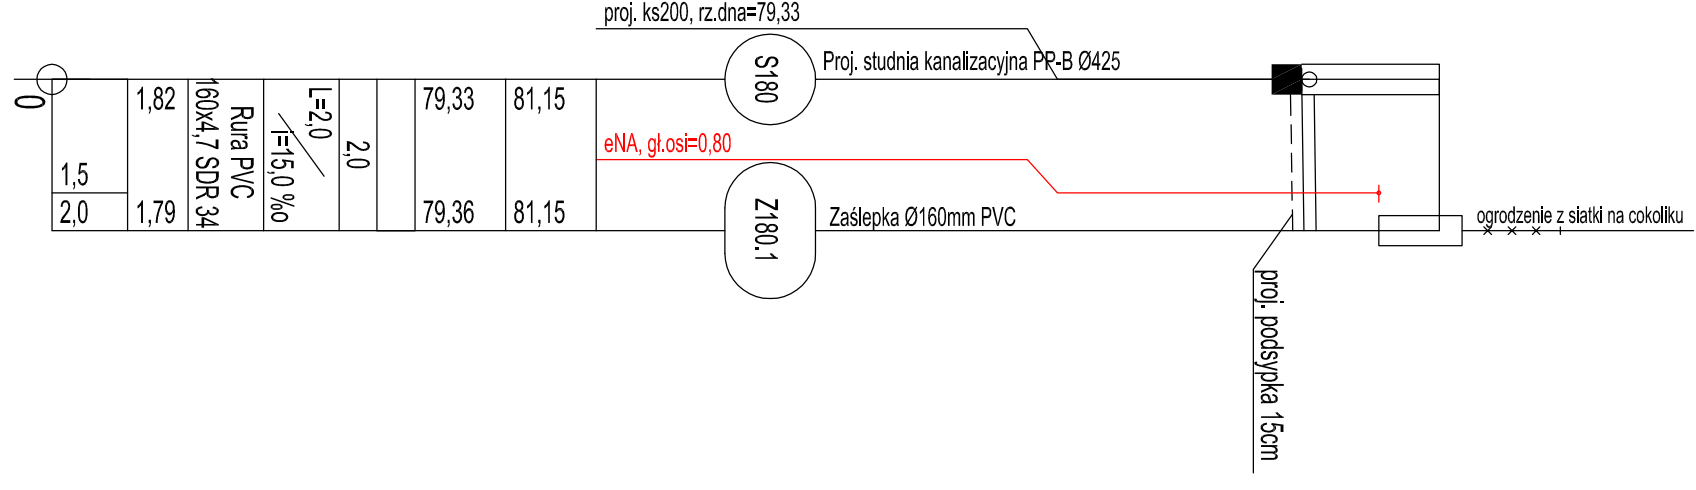 proj. ks200, rz.dna=79,33
S180
Proj. studnia kanalizacyjna PP-B Ø425
0
1,82
160x4,7 SDR 34
Rura PVC
i=15,0 %o
L=2,0
2,0
79,33
81,15
eNA, gł.osi=0,80
1,5
2,0
1,79
79,36
81,15
Z180.1
Zaślepka Ø160mm PVC
ogrodzenie z siatki na cokoliku
proj. podsypka 15cm